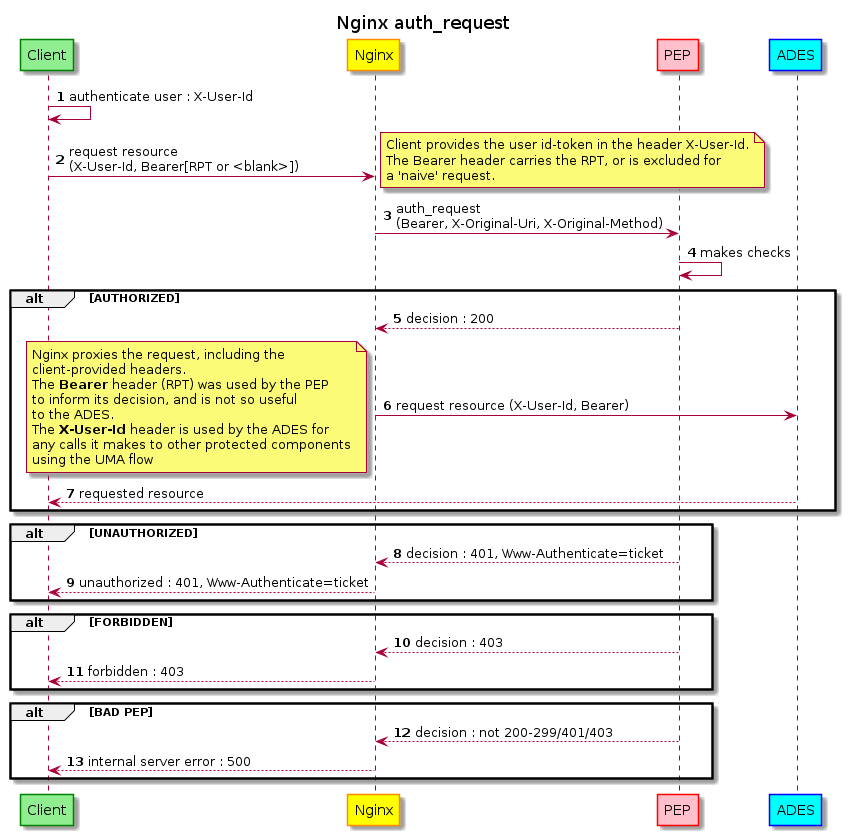 Nginx auth_request
Client
Nginx
PEP
ADES
1 authenticate user : X-User-Id
2 request resource
(X-User-Id, Bearer[RPT or <blank>])
Client provides the user id-token in the header X-User-Id.
The Bearer header carries the RPT, or is excluded for
a 'naive' request.
3 auth_request
(Bearer, X-Original-Uri, X-Original-Method)
4 makes checks
alt [AUTHORIZED]
5 decision : 200
Nginx proxies the request, including the
client-provided headers.
The Bearer header (RPT) was used by the PEP
to inform its decision, and is not so useful
to the ADES.
The X-User-Id header is used by the ADES for
any calls it makes to other protected components
using the UMA flow
6 request resource (X-User-Id, Bearer)
7 requested resource
alt [UNAUTHORIZED]
8 decision : 401, Www-Authenticate=ticket
9 unauthorized : 401, Www-Authenticate=ticket
alt [FORBIDDEN]
10 decision : 403
11 forbidden : 403
alt [BAD PEP]
12 decision : not 200-299/401/403
13 internal server error : 500
Client
Nginx
PEP
ADES